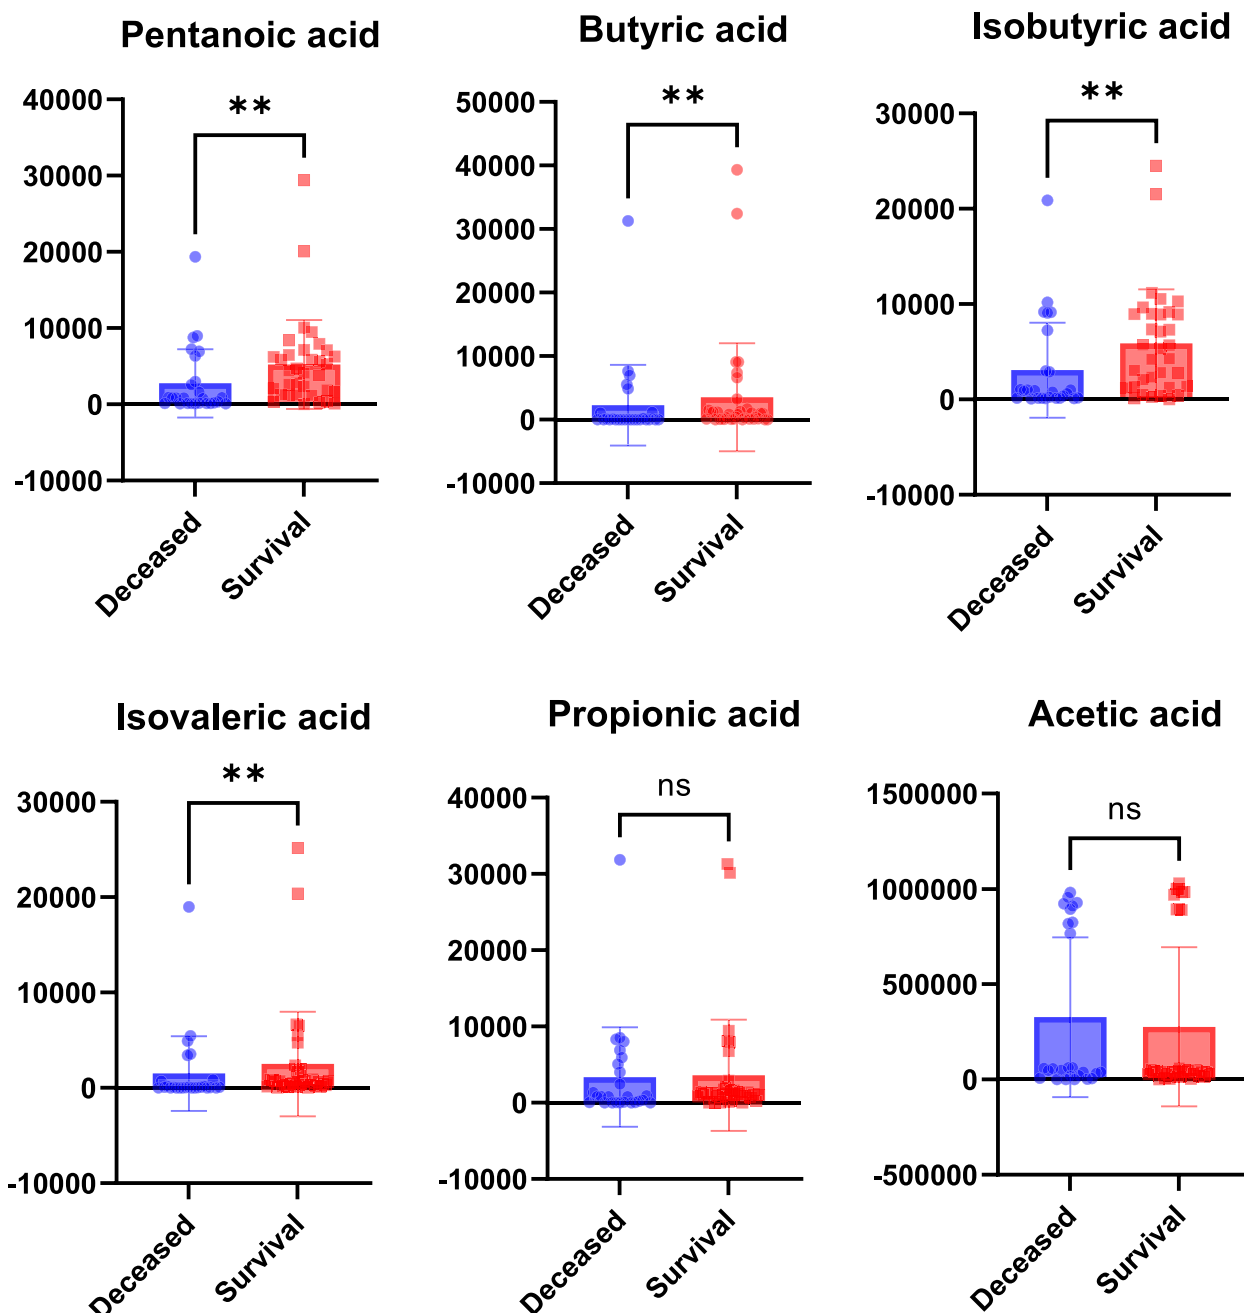 Pentanoic acid
**
40000
30000
20000
10000
0
-10000
Deceased
Survival
Butyric acid
**
50000
40000
30000
20000
10000
0
-10000
Deceased
Survival
Isobutyric acid
**
30000
20000
10000
0
-10000
Deceased
Survival
Isovaleric acid
**
30000
20000
10000
0
-10000
Deceased
Survival
Propionic acid
ns
40000
30000
20000
10000
0
-10000
Deceased
Survival
Acetic acid
ns
1500000
1000000
500000
0
-500000
Deceased
Survival